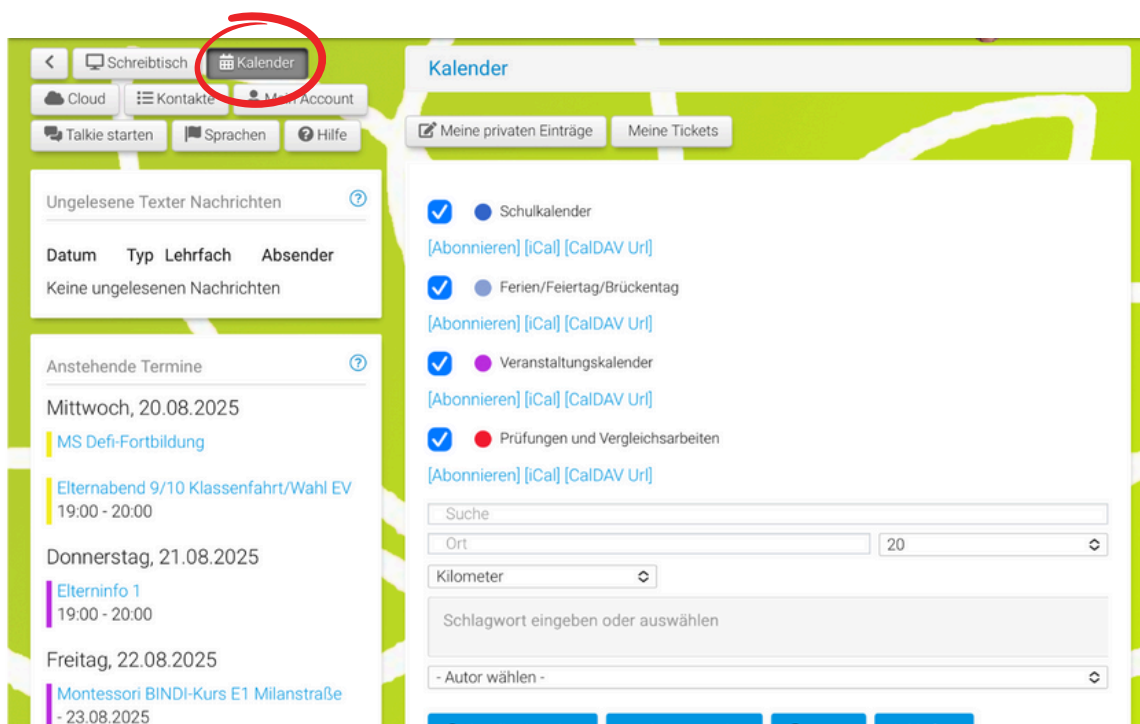 Schreibtisch
Kalender
Cloud
Kontakte
Mein Account
Talkie starten
Sprachen
Hilfe
Ungelesene Texter Nachrichten
Datum Typ Lehrfach Absender
Keine ungelesenen Nachrichten
Anstehende Termine
Mittwoch, 20.08.2025
MS Defi-Fortbildung
Elternabend 9/10 Klassenfahrt/Wahl EV
19:00 - 20:00
Donnerstag, 21.08.2025
Elterninfo 1
19:00 - 20:00
Freitag, 22.08.2025
Montessori BINDI-Kurs E1 Milanstraße
- 23.08.2025
Kalender
Meine privaten Einträge
Meine Tickets
Schulkalender
[Abonnieren] [iCal] [CalDAV Url]
Ferien/Feiertag/Brückentag
[Abonnieren] [iCal] [CalDAV Url]
Veranstaltungskalender
[Abonnieren] [iCal] [CalDAV Url]
Prüfungen und Vergleichsarbeiten
[Abonnieren] [iCal] [CalDAV Url]
Suche
Ort
20
Kilometer
Schlagwort eingeben oder auswählen
- Autor wählen -